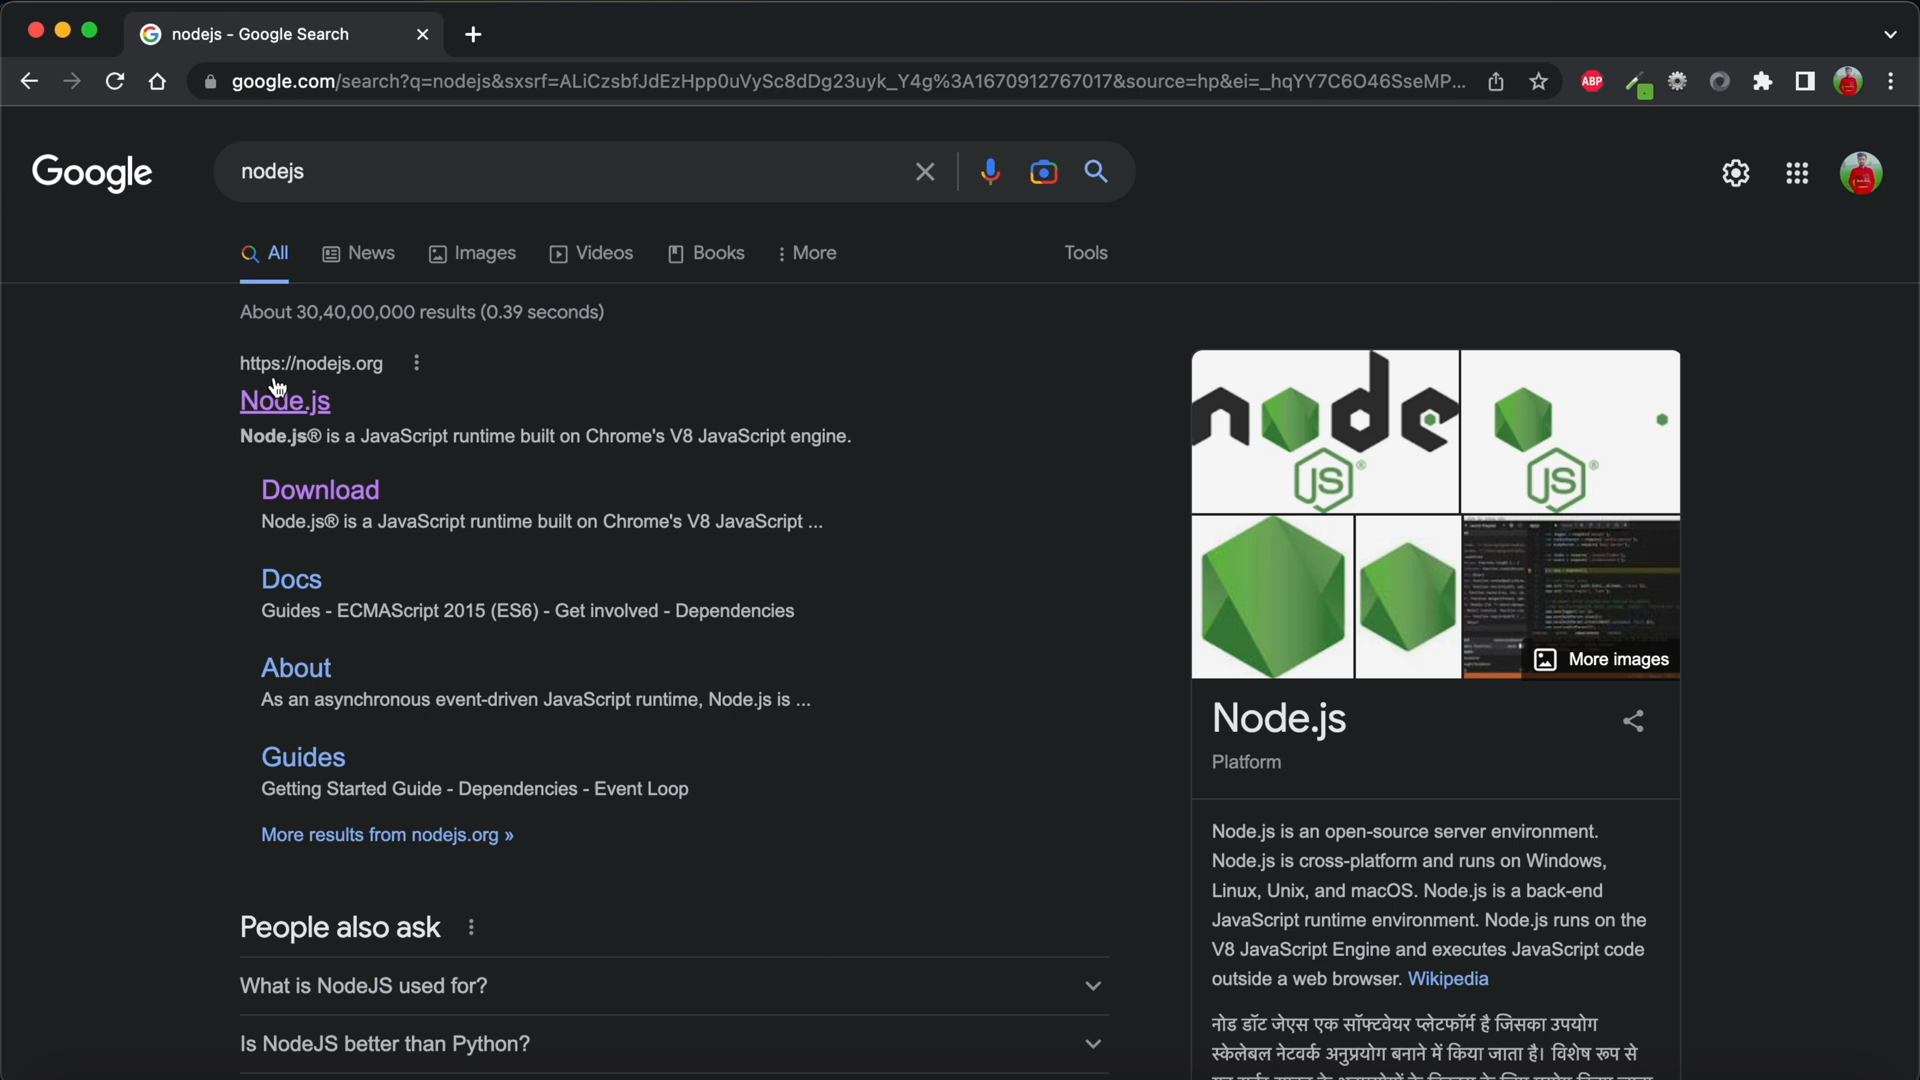 nodejs - Google Search
google.com/search?q=nodejs&sxsrf=ALiCzsbfJdEzHpp0uVySc8dDg23uyk_Y4g%3A1670912767017&source=hp&ei=_hqYY7C6O46SseMP...
ABP
Google
nodejs
All
News
Images
Videos
Books
More
Tools
About 30,40,00,000 results (0.39 seconds)
https://nodejs.org
Node.js
Node.js® is a JavaScript runtime built on Chrome's V8 JavaScript engine.
Download
Node.js® is a JavaScript runtime built on Chrome's V8 JavaScript ...
Docs
Guides - ECMAScript 2015 (ES6) - Get involved - Dependencies
About
As an asynchronous event-driven JavaScript runtime, Node.js is ...
Guides
Getting Started Guide - Dependencies - Event Loop
More results from nodejs.org »
People also ask
What is NodeJS used for?
Is NodeJS better than Python?
node
JS®
JS®
More images
Node.js
Platform
Node.js is an open-source server environment.
Node.js is cross-platform and runs on Windows,
Linux, Unix, and macOS. Node.js is a back-end
JavaScript runtime environment. Node.js runs on the
V8 JavaScript Engine and executes JavaScript code
outside a web browser. Wikipedia
नोड डॉट जेएस एक सॉफ्टवेयर प्लेटफॉर्म है जिसका उपयोग
स्केलेबल नेटवर्क अनुप्रयोग बनाने में किया जाता है। विशेष रूप से